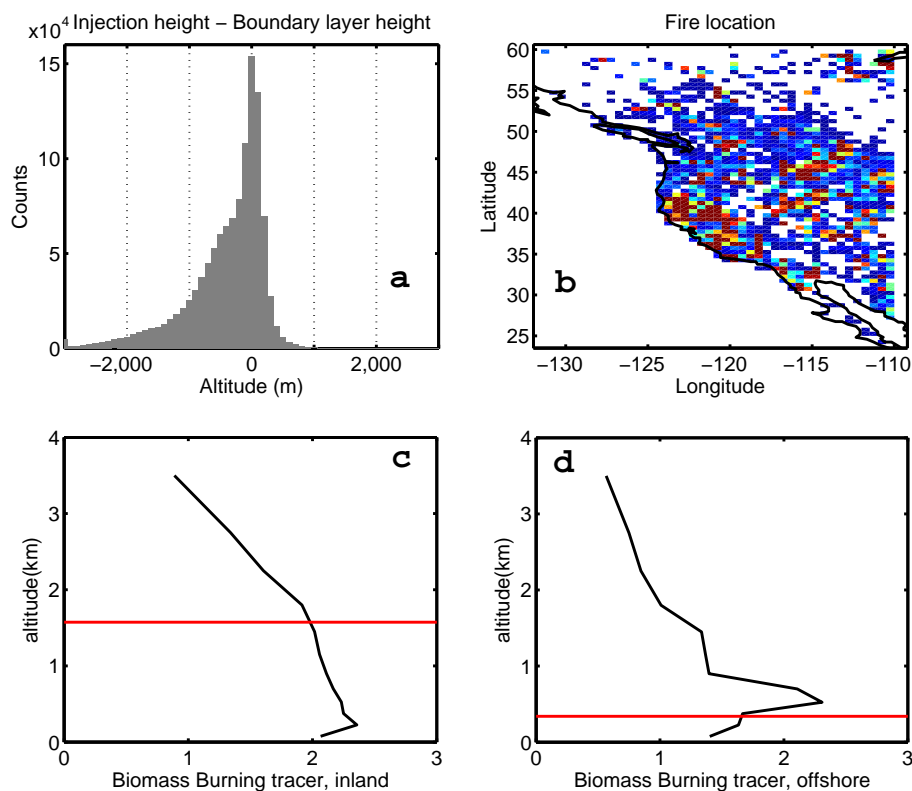 Injection height − Boundary layer height
x10⁴
15
10
5
0
Counts
−2,000
0
2,000
Altitude (m)
a
Fire location
60
55
50
45
40
35
30
25
Latitude
−130
−125
−120
−115
−110
Longitude
b
4
3
2
1
0
altitude(km)
0
1
2
3
Biomass Burning tracer, inland
c
4
3
2
1
0
altitude(km)
0
1
2
3
Biomass Burning tracer, offshore
d